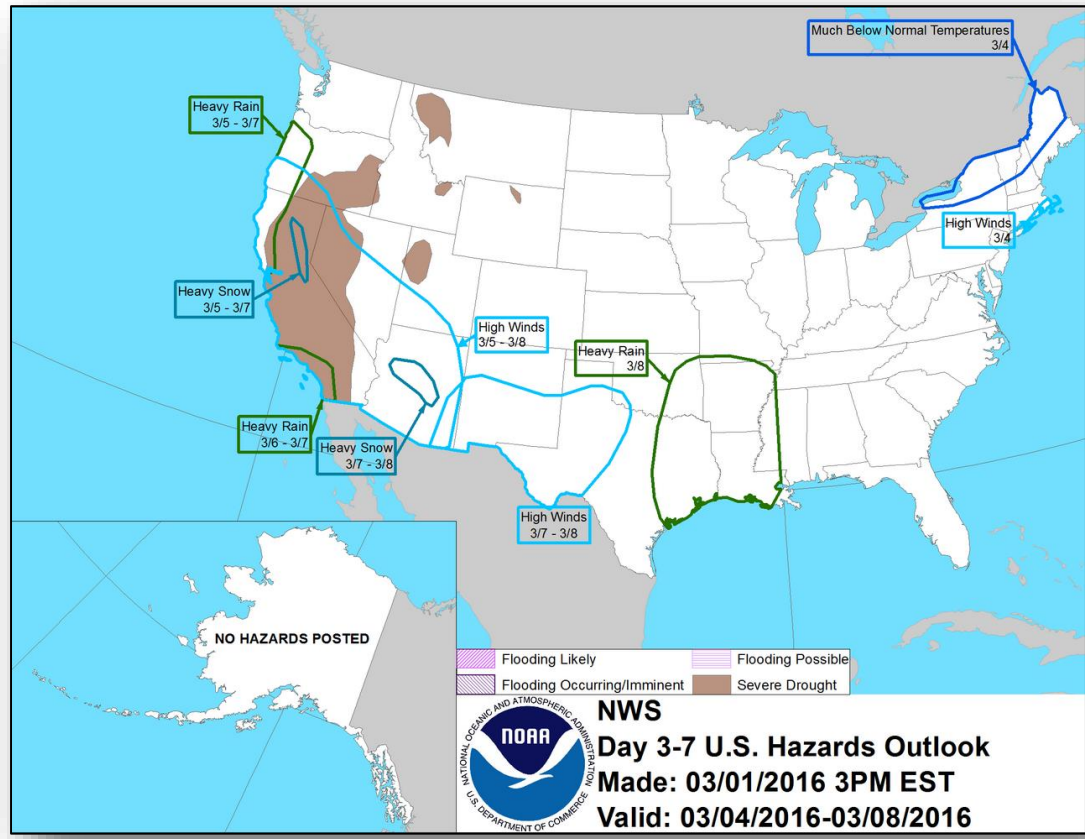 Much Below Normal Temperatures
3/4
Heavy Rain
3/5 - 3/7
High Winds
3/4
Heavy Snow
3/5 - 3/7
High Winds
3/5 - 3/8
Heavy Rain
3/8
Heavy Rain
3/6 - 3/7
Heavy Snow
3/7 - 3/8
High Winds
3/7 - 3/8
NO HAZARDS POSTED
Flooding Likely
Flooding Possible
Flooding Occurring/Imminent
Severe Drought
NATIONAL OCEANIC AND ATMOSPHERIC ADMINISTRATION
NOAA
U.S. DEPARTMENT OF COMMERCE
NWS
Day 3-7 U.S. Hazards Outlook
Made: 03/01/2016 3PM EST
Valid: 03/04/2016-03/08/2016